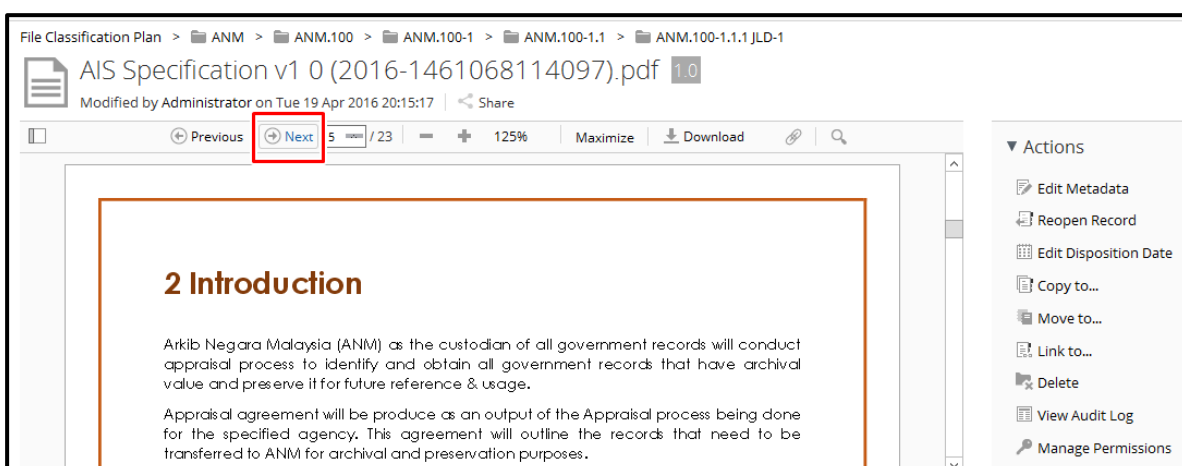 File Classification Plan > ANM > ANM.100 > ANM.100-1 > ANM.100-1.1 > ANM.100-1.1.1 JLD-1
AIS Specification v1 0 (2016-1461068114097).pdf 1.0
Modified by Administrator on Tue 19 Apr 2016 20:15:17 Share
Previous Next 5 / 23 125% Maximize Download
2 Introduction
Arkib Negara Malaysia (ANM) as the custodian of all government records will conduct
appraisal process to identify and obtain all government records that have archival
value and preserve it for future reference & usage.
Appraisal agreement will be produce as an output of the Appraisal process being done
for the specified agency. This agreement will outline the records that need to be
transferred to ANM for archival and preservation purposes.
Actions
Edit Metadata
Reopen Record
Edit Disposition Date
Copy to...
Move to...
Link to...
Delete
View Audit Log
Manage Permissions